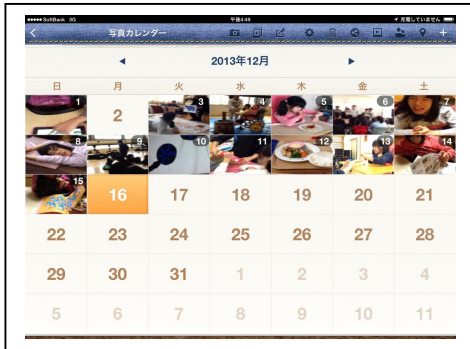 SoftBank 3G 午後4:49 充電していません
写真カレンダー
2013年12月
日 月 火 水 木 金 土
1 2 3 4 5 6 7
8 9 10 11 12 13 14
15 16 17 18 19 20 21
22 23 24 25 26 27 28
29 30 31 1 2 3 4
5 6 7 8 9 10 11